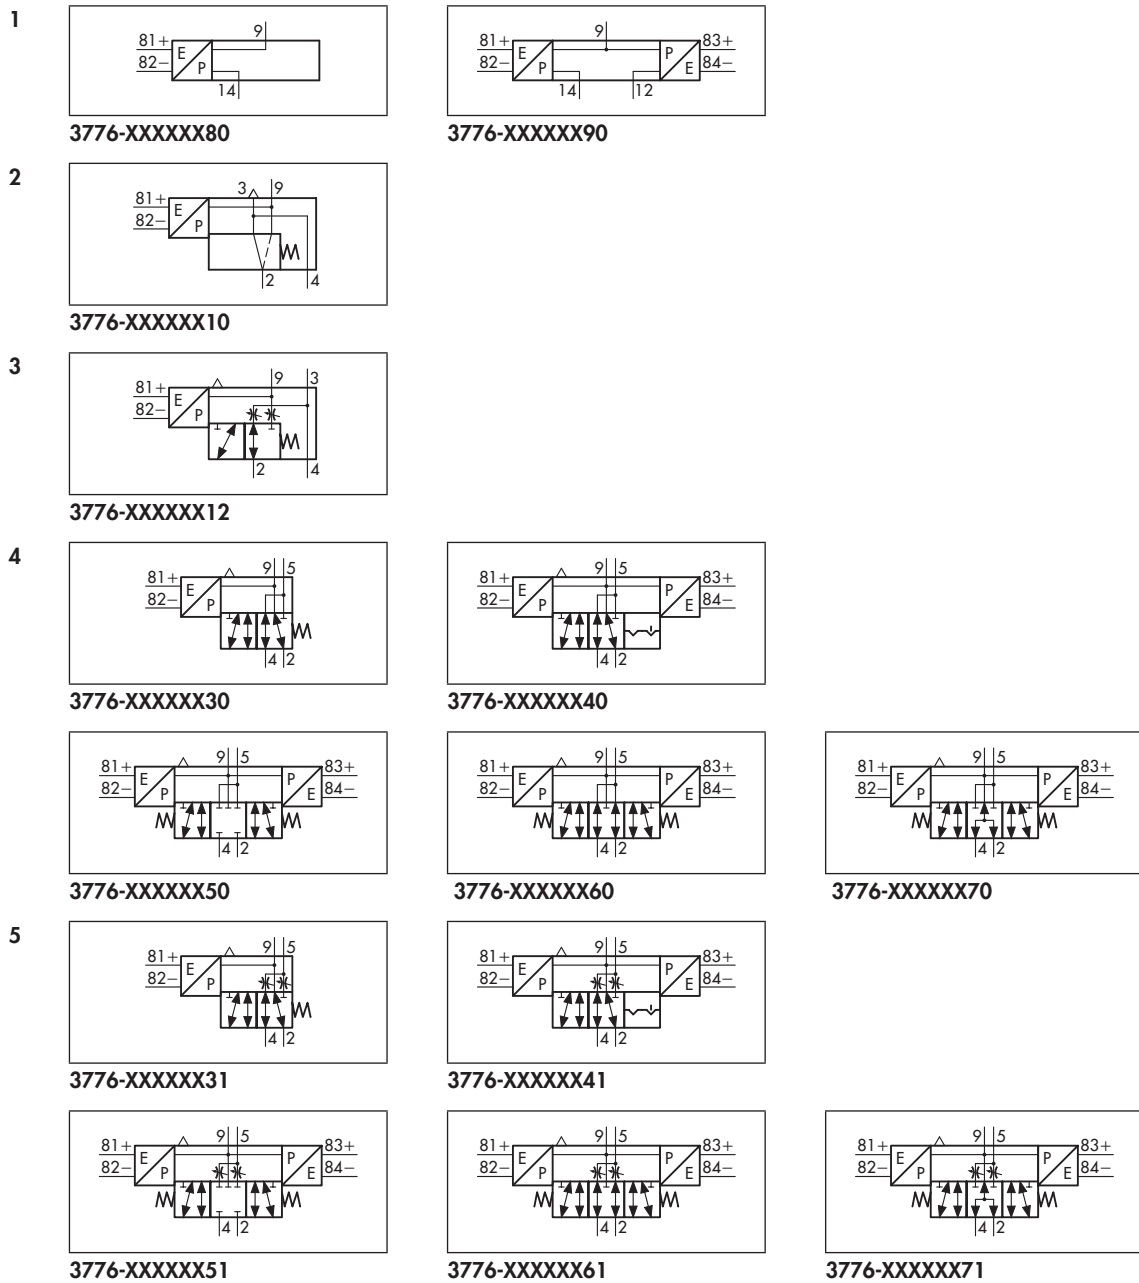 1
81+ 9
82− E P
14
3776-XXXXXX80
81+ 9 83+
82− E P P E 84−
14 12
3776-XXXXXX90
2
81+ 3 9
82− E P
2 4
3776-XXXXXX10
3
81+ 9 3
82− E P
2 4
3776-XXXXXX12
4
81+ 9 5
82− E P
4 2
3776-XXXXXX30
81+ 9 5 83+
82− E P P E 84−
4 2
3776-XXXXXX40
81+ 9 5 83+
82− E P P E 84−
4 2
3776-XXXXXX50
81+ 9 5 83+
82− E P P E 84−
4 2
3776-XXXXXX60
81+ 9 5 83+
82− E P P E 84−
4 2
3776-XXXXXX70
5
81+ 9 5
82− E P
4 2
3776-XXXXXX31
81+ 9 5 83+
82− E P P E 84−
4 2
3776-XXXXXX41
81+ 9 5 83+
82− E P P E 84−
4 2
3776-XXXXXX51
81+ 9 5 83+
82− E P P E 84−
4 2
3776-XXXXXX61
81+ 9 5 83+
82− E P P E 84−
4 2
3776-XXXXXX71